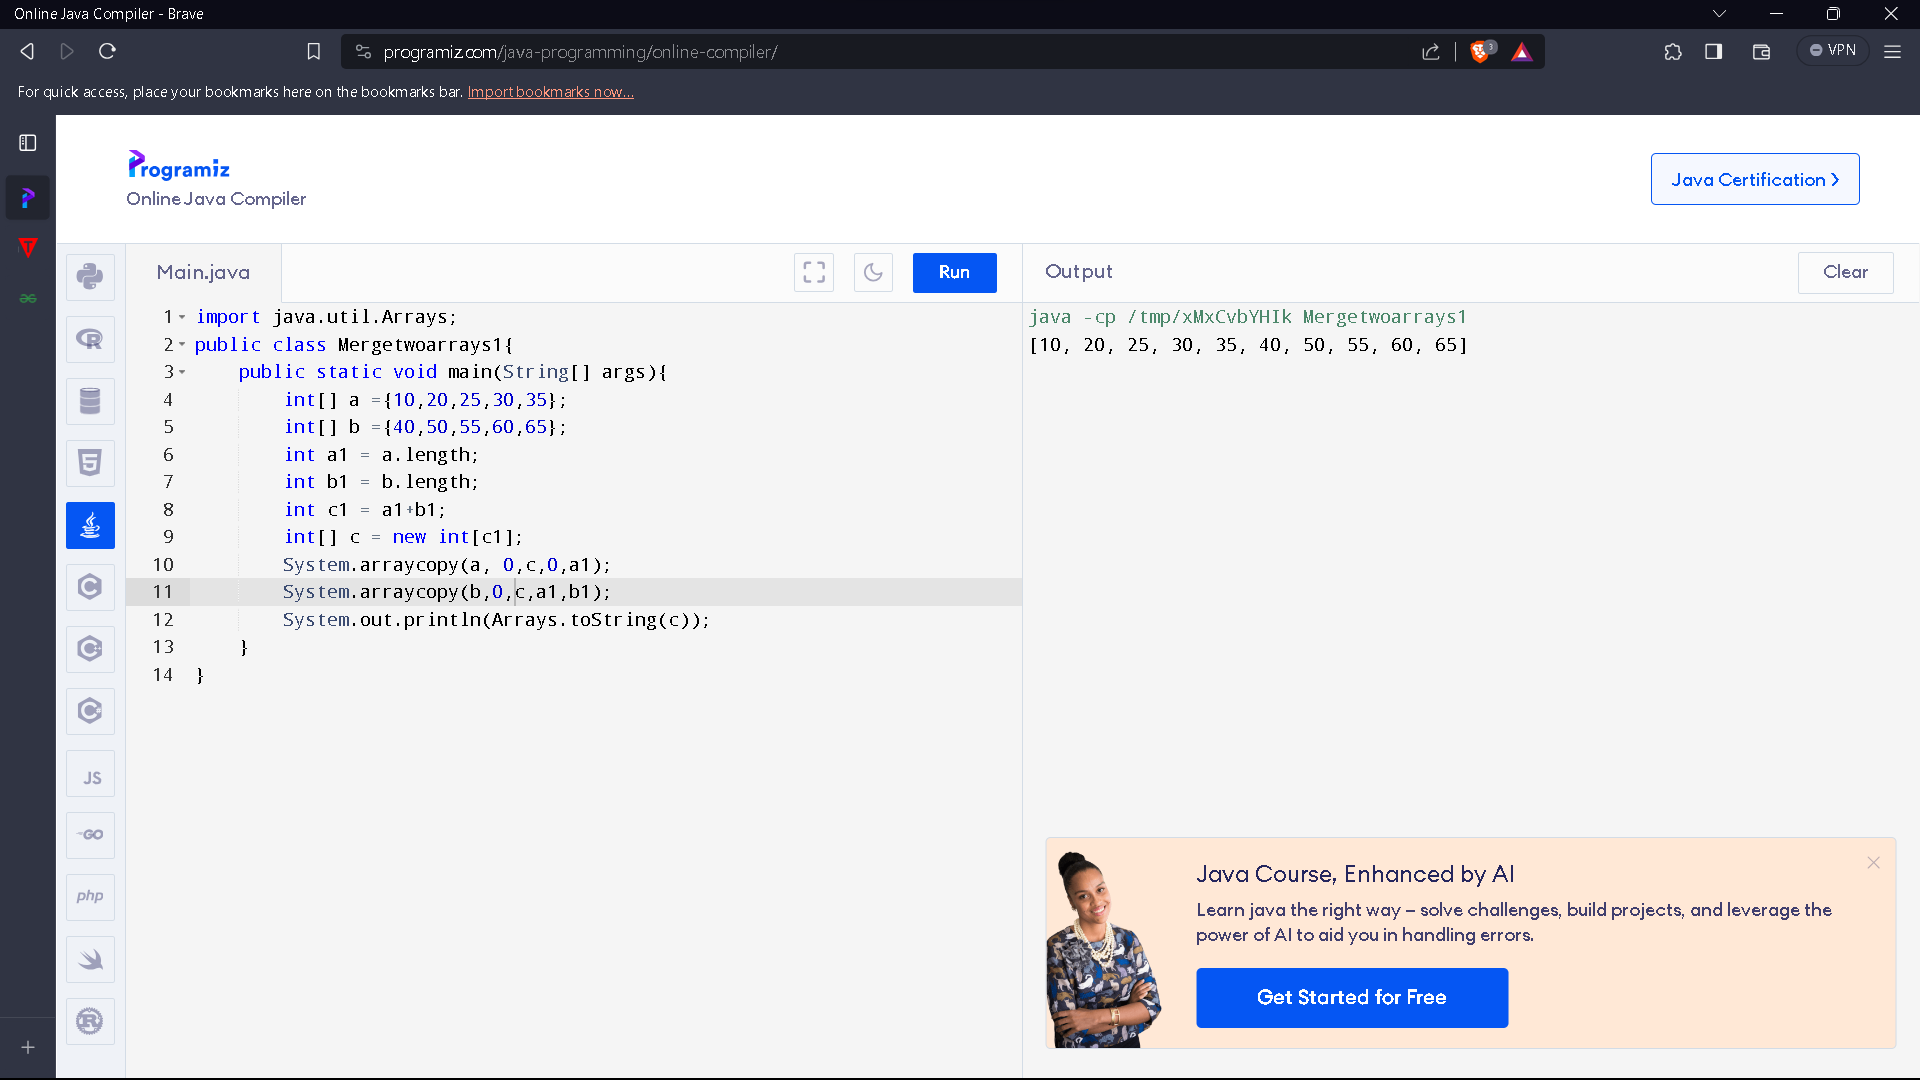 Online Java Compiler - Brave
programiz.com/java-programming/online-compiler/
3
VPN
For quick access, place your bookmarks here on the bookmarks bar. Import bookmarks now...
Programiz
Online Java Compiler
Java Certification
Main.java
Run
Output
Clear
1 import java.util.Arrays;
2 public class Mergetwoarrays1{
3 public static void main(String[] args){
4 int[] a ={10,20,25,30,35};
5 int[] b ={40,50,55,60,65};
6 int a1 = a.length;
7 int b1 = b.length;
8 int c1 = a1+b1;
9 int[] c = new int[c1];
10 System.arraycopy(a, 0,c,0,a1);
11 System.arraycopy(b,0,c,a1,b1);
12 System.out.println(Arrays.toString(c));
13 }
14 }
java -cp /tmp/xMxCvbYHIk Mergetwoarrays1
[10, 20, 25, 30, 35, 40, 50, 55, 60, 65]
JS
GO
php
Java Course, Enhanced by AI
Learn java the right way – solve challenges, build projects, and leverage the
power of AI to aid you in handling errors.
Get Started for Free